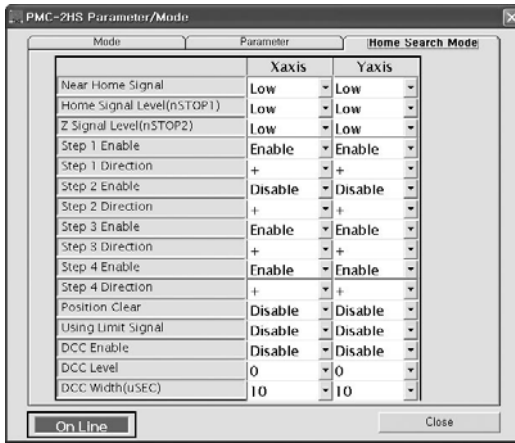 PMC-2HS Parameter/Mode
Mode Parameter Home Search Mode
Xaxis Yaxis
Near Home Signal Low Low
Home Signal Level(nSTOP1) Low Low
Z Signal Level(nSTOP2) Low Low
Step 1 Enable Enable Enable
Step 1 Direction + +
Step 2 Enable Disable Disable
Step 2 Direction + +
Step 3 Enable Enable Enable
Step 3 Direction + +
Step 4 Enable Enable Enable
Step 4 Direction + +
Position Clear Disable Disable
Using Limit Signal Disable Disable
DCC Enable Disable Disable
DCC Level 0 0
DCC Width(uSEC) 10 10
On Line Close